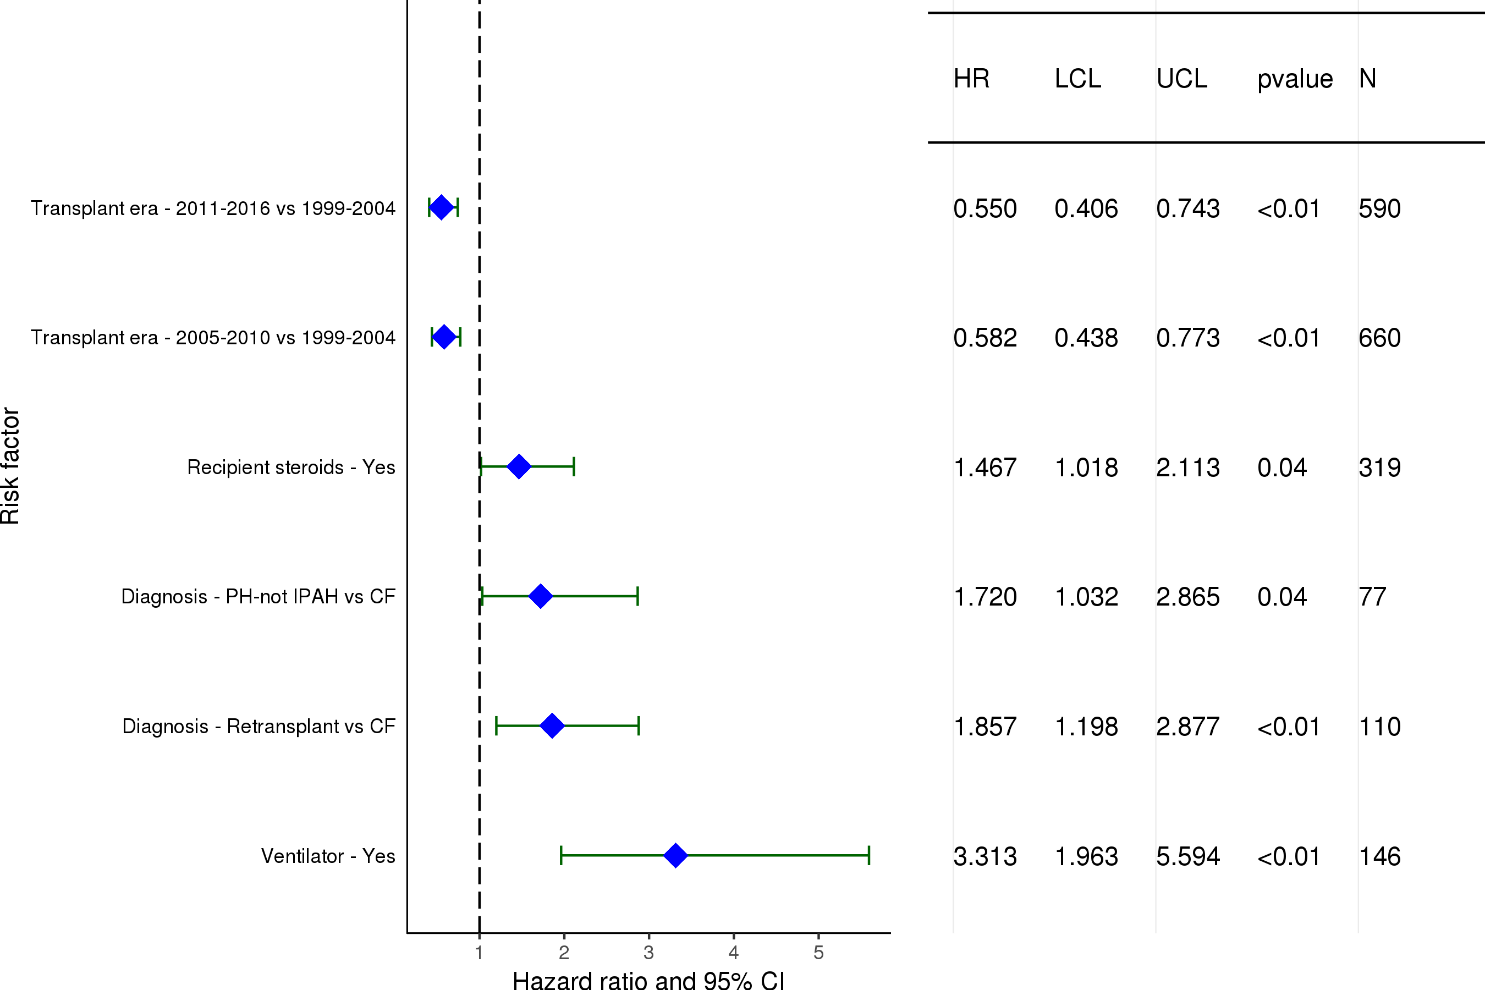 HR LCL UCL pvalue N
Transplant era - 2011-2016 vs 1999-2004 0.550 0.406 0.743 <0.01 590
Transplant era - 2005-2010 vs 1999-2004 0.582 0.438 0.773 <0.01 660
Risk factor
Recipient steroids - Yes 1.467 1.018 2.113 0.04 319
Diagnosis - PH-not IPAH vs CF 1.720 1.032 2.865 0.04 77
Diagnosis - Retransplant vs CF 1.857 1.198 2.877 <0.01 110
Ventilator - Yes 3.313 1.963 5.594 <0.01 146
1 2 3 4 5
Hazard ratio and 95% CI